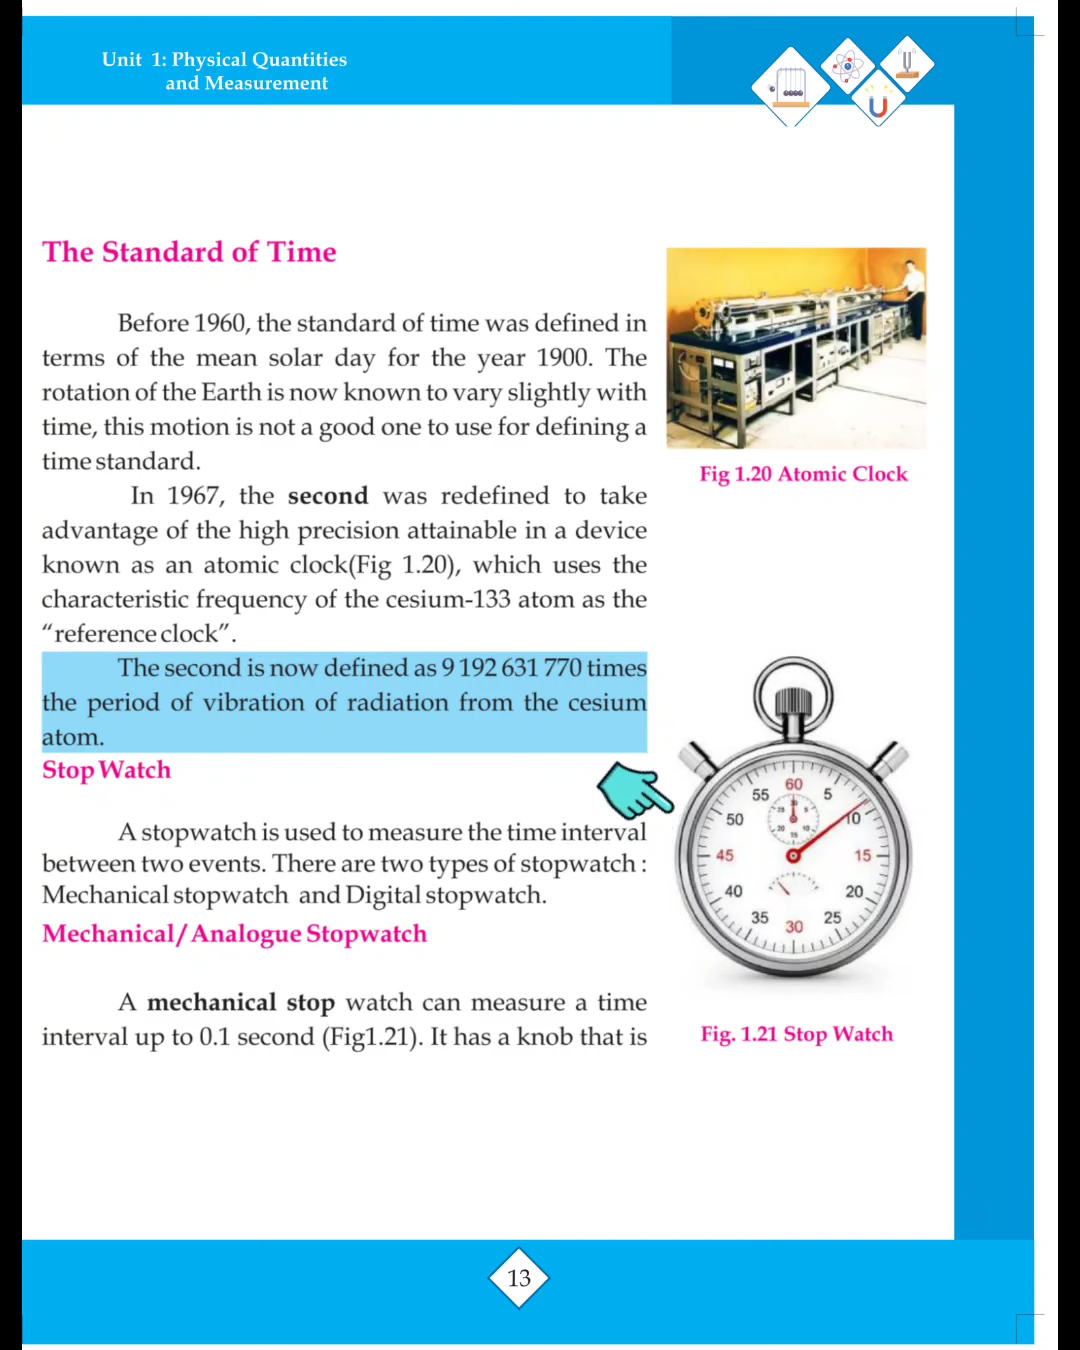 Unit 1: Physical Quantities
and Measurement
The Standard of Time
Before 1960, the standard of time was defined in
terms of the mean solar day for the year 1900. The
rotation of the Earth is now known to vary slightly with
time, this motion is not a good one to use for defining a
time standard.
Fig 1.20 Atomic Clock
In 1967, the second was redefined to take
advantage of the high precision attainable in a device
known as an atomic clock(Fig 1.20), which uses the
characteristic frequency of the cesium-133 atom as the
“reference clock”.
The second is now defined as 9 192 631 770 times
the period of vibration of radiation from the cesium
atom.
Stop Watch
A stopwatch is used to measure the time interval
between two events. There are two types of stopwatch :
Mechanical stopwatch and Digital stopwatch.
Mechanical/Analogue Stopwatch
A mechanical stop watch can measure a time
interval up to 0.1 second (Fig1.21). It has a knob that is
60
5
10
15
20
25
30
35
40
45
50
55
Fig. 1.21 Stop Watch
13